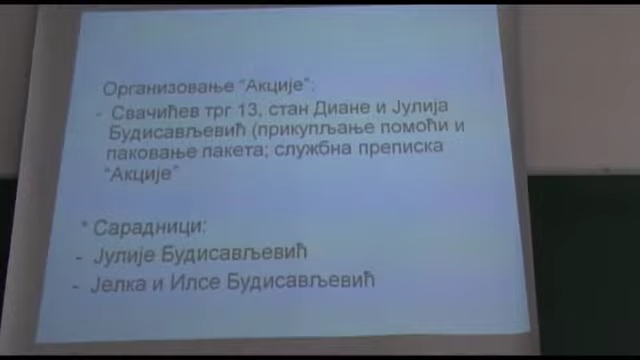 Организовање “Акције”:
- Свачићев трг 13, стан Диане и Јулија
Будисављевић (прикупљање помоћи и
паковање пакета; службна преписка
“Акције”
* Сарадници:
- Јулије Будисављевић
- Јелка и Илсе Будисављевић